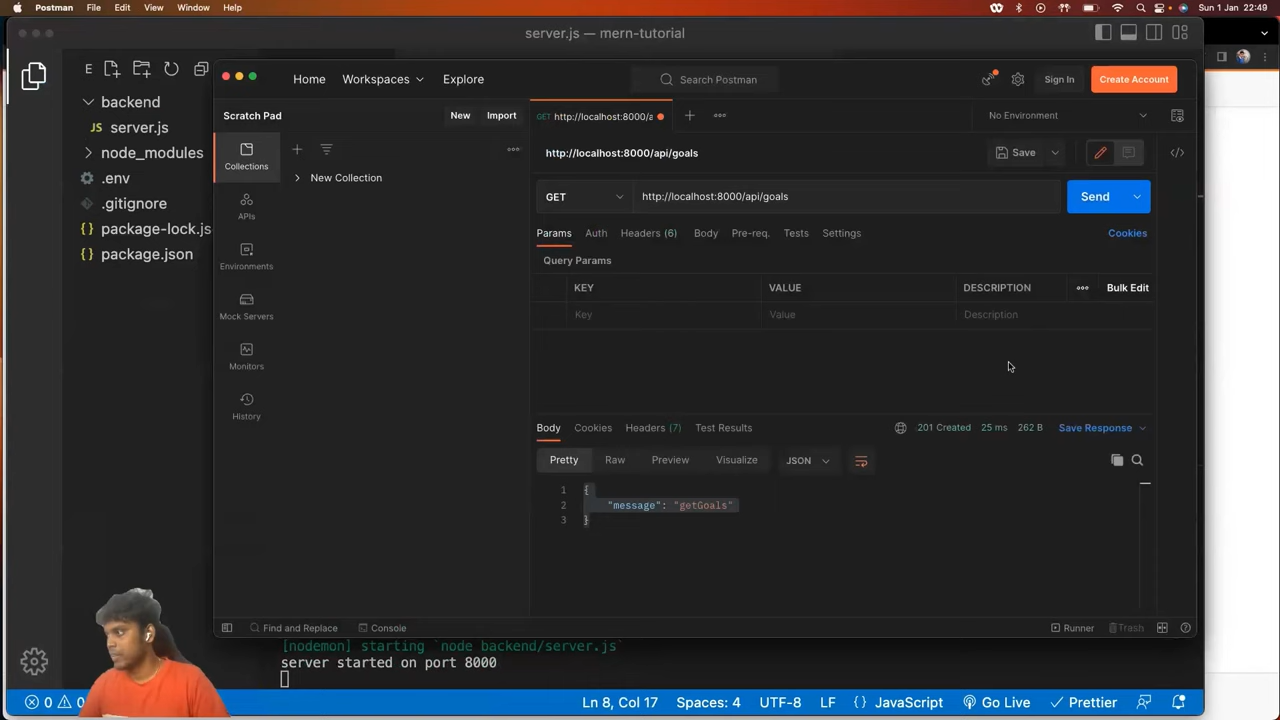 Postman File Edit View Window Help
Sun 1 Jan 22:49
server.js — mern-tutorial
E
backend
JS server.js
node_modules
.env
.gitignore
{} package-lock.js
{} package.json
Home Workspaces Explore
Search Postman
Sign In
Create Account
Scratch Pad
New Import
GET http://localhost:8000/a
No Environment
Collections
New Collection
APIs
Environments
Mock Servers
Monitors
History
http://localhost:8000/api/goals
Save
GET
http://localhost:8000/api/goals
Send
Params Auth Headers (6) Body Pre-req. Tests Settings
Cookies
Query Params
KEY VALUE DESCRIPTION
Bulk Edit
Key Value Description
Body Cookies Headers (7) Test Results
201 Created 25 ms 262 B Save Response
Pretty Raw Preview Visualize JSON
1 {
2 "message": "getGoals"
3 }
Find and Replace Console
Runner Trash
[nodemon] starting `node backend/server.js`
server started on port 8000
0 0
Ln 8, Col 17 Spaces: 4 UTF-8 LF {} JavaScript Go Live Prettier